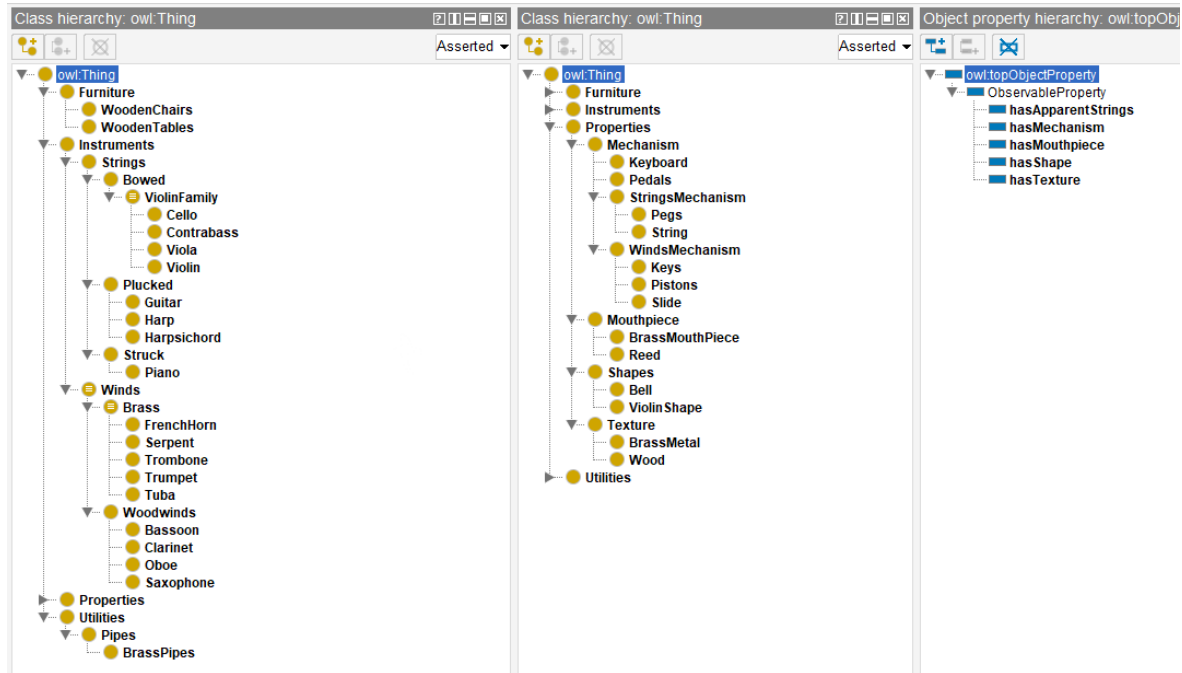 Class hierarchy: owl:Thing
Asserted
owl:Thing
Furniture
WoodenChairs
WoodenTables
Instruments
Strings
Bowed
ViolinFamily
Cello
Contrabass
Viola
Violin
Plucked
Guitar
Harp
Harpsichord
Struck
Piano
Winds
Brass
FrenchHorn
Serpent
Trombone
Trumpet
Tuba
Woodwinds
Bassoon
Clarinet
Oboe
Saxophone
Properties
Utilities
Pipes
BrassPipes
Class hierarchy: owl:Thing
Asserted
owl:Thing
Furniture
Instruments
Properties
Mechanism
Keyboard
Pedals
StringsMechanism
Pegs
String
WindsMechanism
Keys
Pistons
Slide
Mouthpiece
BrassMouthPiece
Reed
Shapes
Bell
ViolinShape
Texture
BrassMetal
Wood
Utilities
Object property hierarchy: owl:topObj
owl:topObjectProperty
ObservableProperty
hasApparentStrings
hasMechanism
hasMouthpiece
hasShape
hasTexture